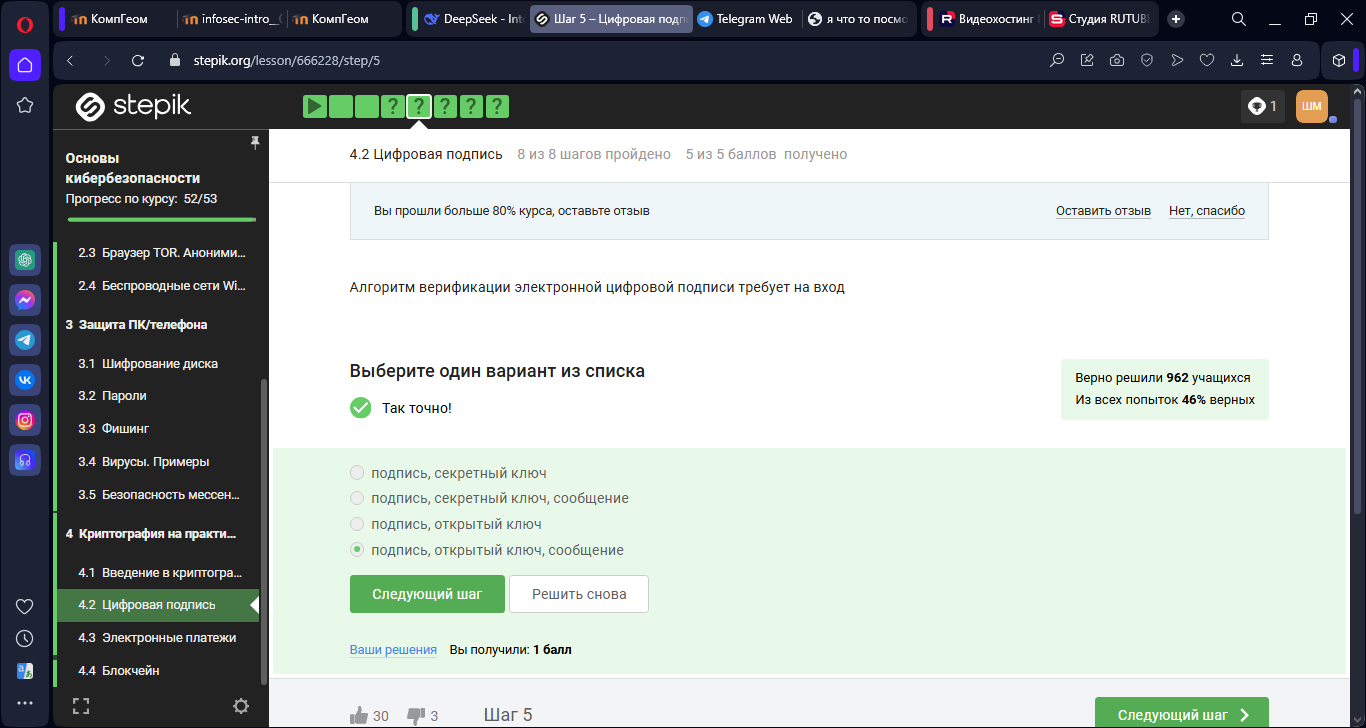 КомпГеом
infosec-intro_
КомпГеом
DeepSeek - Int
Шаг 5 – Цифровая подп
Telegram Web
я что то посмо
Видеохостинг
Студия RUTUBE
stepik.org/lesson/666228/step/5
stepik
? ? ? ? ?
1
ШМ
Основы
кибербезопасности
Прогресс по курсу: 52/53
2.3 Браузер TOR. Анонимн...
2.4 Беспроводные сети Wi...
3 Защита ПК/телефона
3.1 Шифрование диска
3.2 Пароли
3.3 Фишинг
3.4 Вирусы. Примеры
3.5 Безопасность мессен...
4 Криптография на практи...
4.1 Введение в криптогра...
4.2 Цифровая подпись
4.3 Электронные платежи
4.4 Блокчейн
4.2 Цифровая подпись 8 из 8 шагов пройдено 5 из 5 баллов получено
Вы прошли больше 80% курса, оставьте отзыв
Оставить отзыв Нет, спасибо
Алгоритм верификации электронной цифровой подписи требует на вход
Выберите один вариант из списка
Так точно!
Верно решили 962 учащихся
Из всех попыток 46% верных
подпись, секретный ключ
подпись, секретный ключ, сообщение
подпись, открытый ключ
подпись, открытый ключ, сообщение
Следующий шаг
Решить снова
Ваши решения Вы получили: 1 балл
30 3 Шаг 5
Следующий шаг